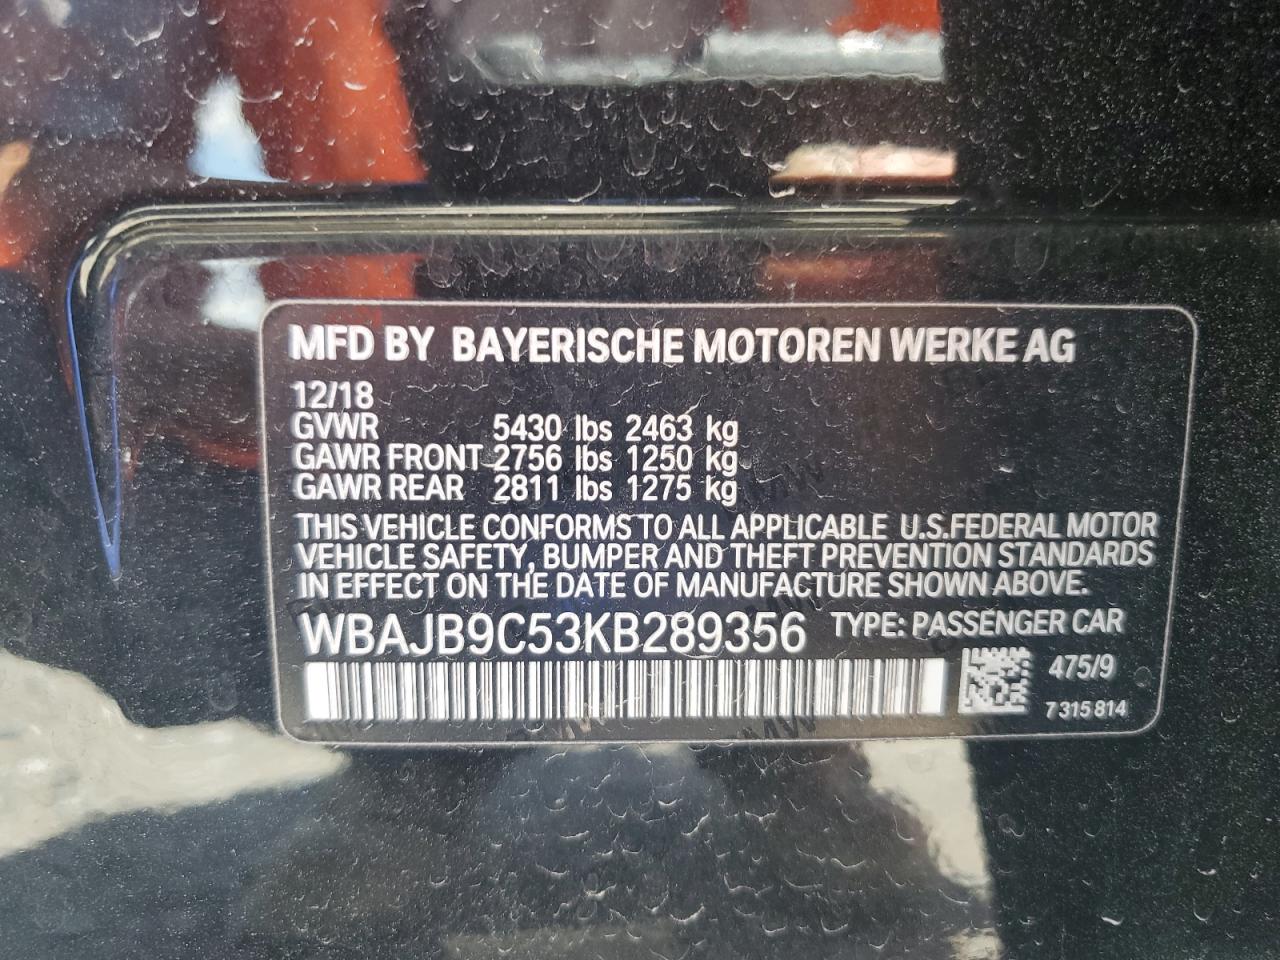 MFD BY BAYERISCHE MOTOREN WERKE AG
12/18
GVWR 5430 lbs 2463 kg
GAWR FRONT 2756 lbs 1250 kg
GAWR REAR 2811 lbs 1275 kg
THIS VEHICLE CONFORMS TO ALL APPLICABLE U.S.FEDERAL MOTOR
VEHICLE SAFETY, BUMPER AND THEFT PREVENTION STANDARDS
IN EFFECT ON THE DATE OF MANUFACTURE SHOWN ABOVE.
WBAJB9C53KB289356 TYPE: PASSENGER CAR
475/9
7 315 814